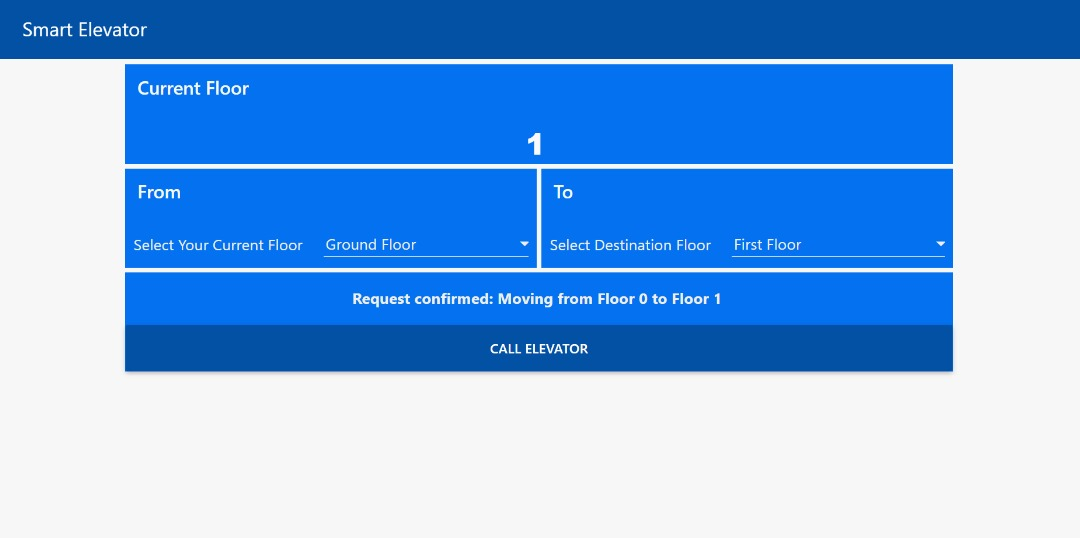 Smart Elevator
Current Floor
1
From
Select Your Current Floor Ground Floor
To
Select Destination Floor First Floor
Request confirmed: Moving from Floor 0 to Floor 1
CALL ELEVATOR